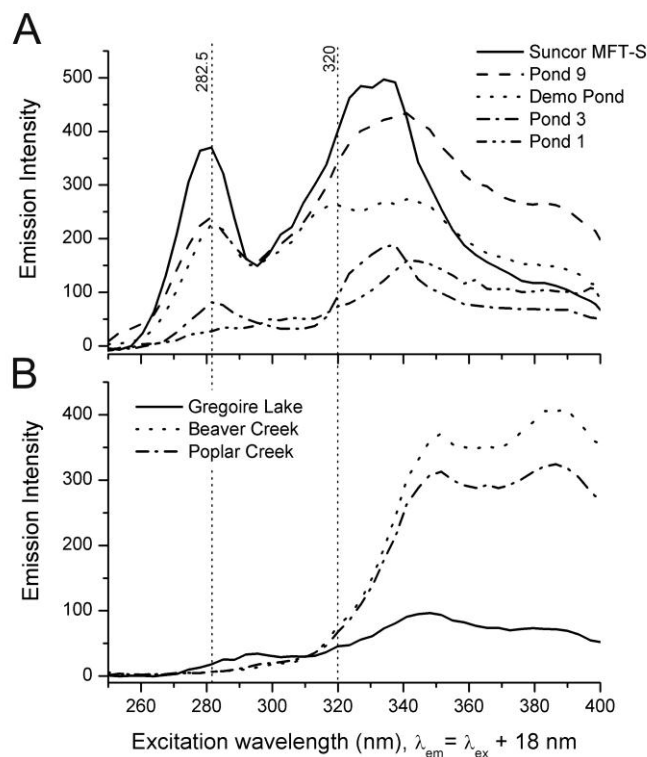 A
282.5
320
Suncor MFT-S
Pond 9
Demo Pond
Pond 3
Pond 1
500
400
300
200
100
0
Emission Intensity
B
Gregoire Lake
Beaver Creek
Poplar Creek
400
300
200
100
0
Emission Intensity
260 280 300 320 340 360 380 400
Excitation wavelength (nm), λem= λex + 18 nm